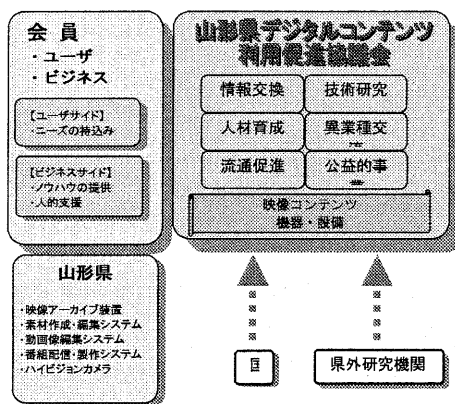 会 員
・ユーザ
・ビジネス
【ユーザサイド】
・ニーズの持込み
【ビジネスサイド】
・ノウハウの提供
・人的支援
山形県
・映像アーカイブ装置
・素材作成・編集システム
・動画像編集システム
・番組配信・製作システム
・ハイビジョンカメラ
山形県デジタルコンテンツ
利用促進協議会
情報交換
技術研究
人材育成
異業種交
流通促進
公益的事
映像コンテンツ
機器・設備
県外研究機関